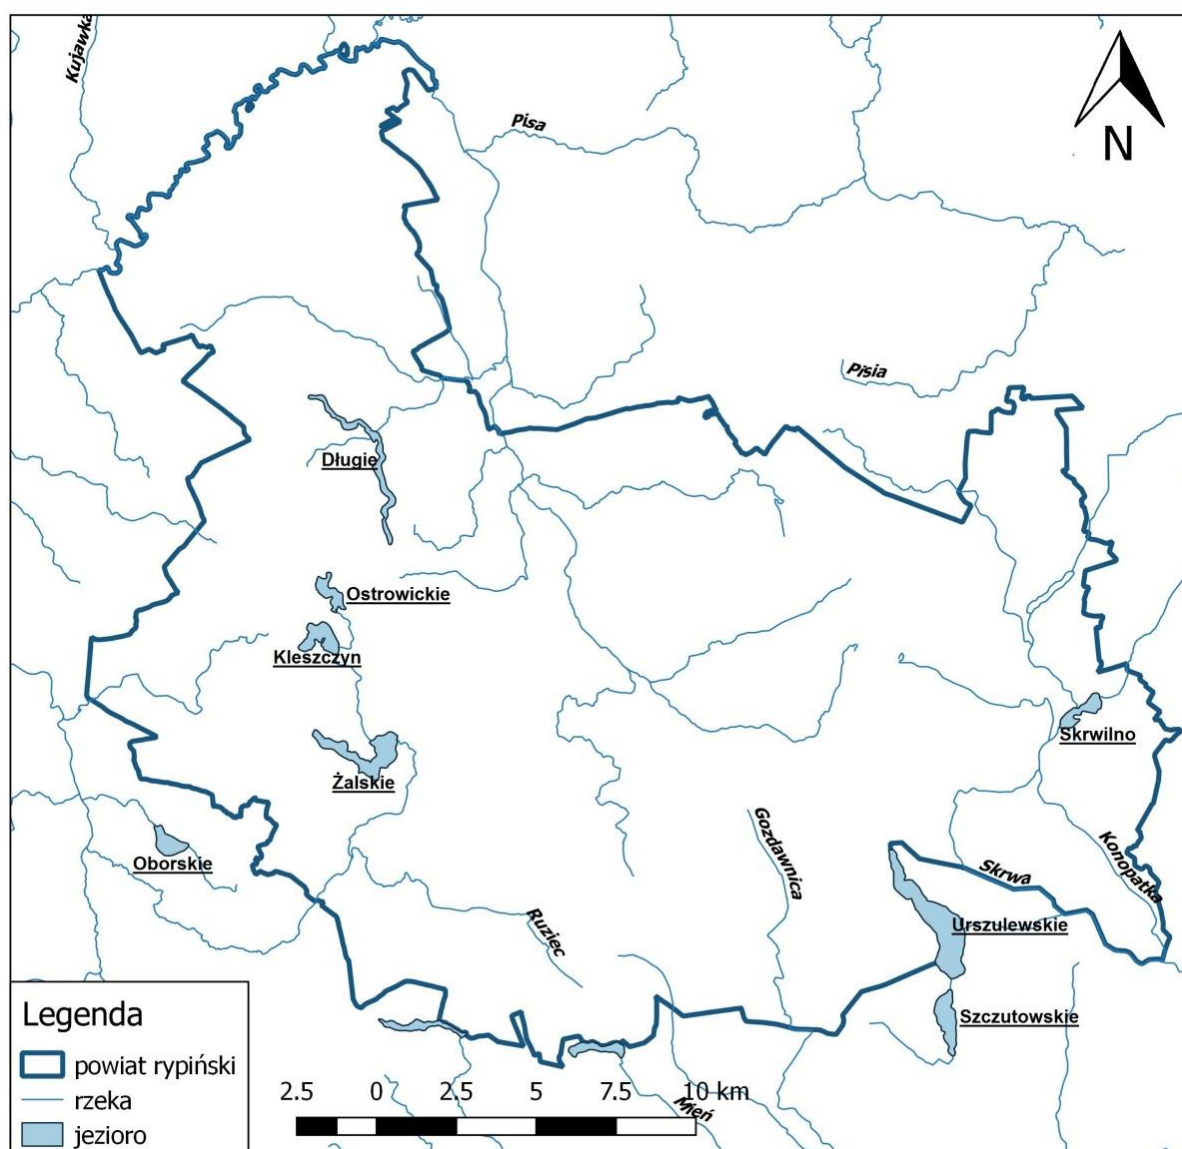 Kujawka
Pisa
N
Pisia
Długie
Ostrowickie
Kleszczyn
Skrwilno
Żalskie
Gozdawnica
Oborskie
Skrwa
Konopatka
Ruziec
Urszulewskie
Szczutowskie
Legenda
powiat rypiński
rzeka
jezioro
2.5 0 2.5 5 7.5 10 km
Mień